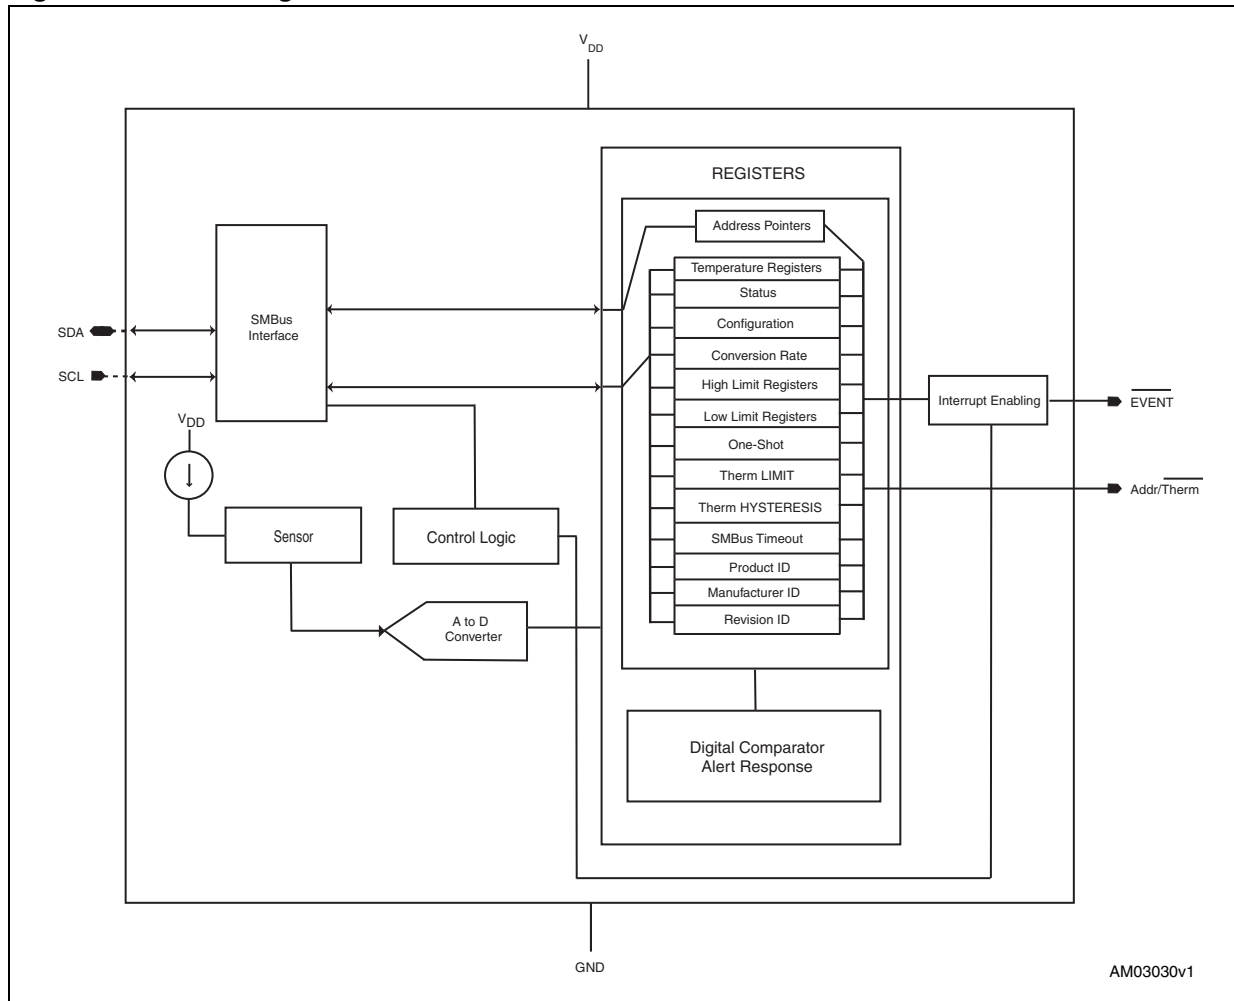 V DD
REGISTERS
Address Pointers
Temperature Registers
Status
Configuration
Conversion Rate
High Limit Registers
Low Limit Registers
One-Shot
Therm LIMIT
Therm HYSTERESIS
SMBus Timeout
Product ID
Manufacturer ID
Revision ID
SMBus
Interface
SDA
SCL
V DD
Sensor
Control Logic
A to D
Converter
Digital Comparator
Alert Response
Interrupt Enabling
EVENT
Addr/Therm
GND
AM03030v1